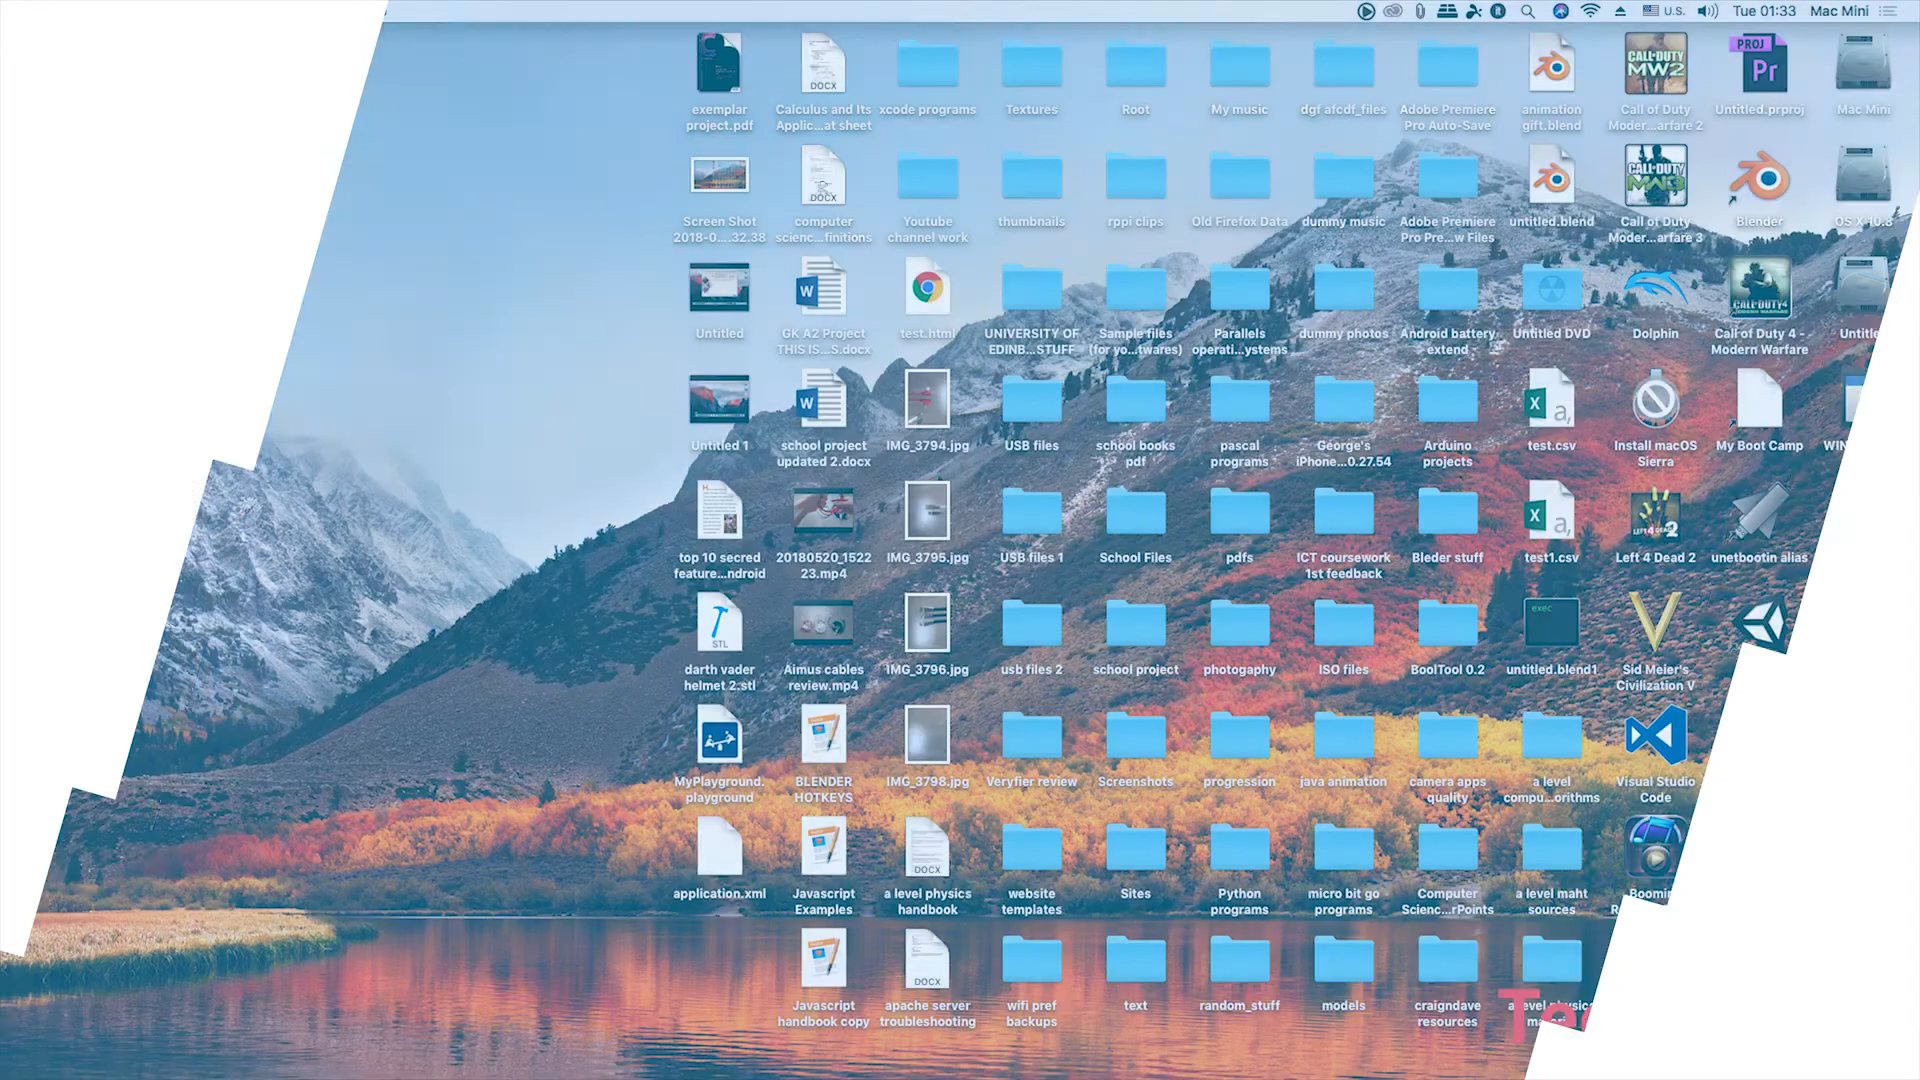 U.S. Tue 01:33 Mac Mini
exemplar project.pdf
Calculus and Its Applic...at sheet
xcode programs
Textures
Root
My music
dgf afcdf_files
Adobe Premiere Pro Auto-Save
animation gift.blend
Call of Duty Moder...arfare 2
Untitled.prproj
Mac Mini
Screen Shot 2018-0....32.38
computer scienc...finitions
Youtube channel work
thumbnails
rppi clips
Old Firefox Data
dummy music
Adobe Premiere Pro Pre...w Files
untitled.blend
Call of Duty Moder...arfare 3
Blender
OS X 10.8
Untitled
GK A2 Project THIS IS...S.docx
test.html
UNIVERSITY OF EDINB...STUFF
Sample files (for yo...twares)
Parallels operati...ystems
dummy photos
Android battery extend
Untitled DVD
Dolphin
Call of Duty 4 - Modern Warfare
Untitle
Untitled 1
school project updated 2.docx
IMG_3794.jpg
USB files
school books pdf
pascal programs
George's iPhone...0.27.54
Arduino projects
test.csv
Install macOS Sierra
My Boot Camp
WIN
top 10 secred feature...ndroid
20180520_152223.mp4
IMG_3795.jpg
USB files 1
School Files
pdfs
ICT coursework 1st feedback
Bleder stuff
test1.csv
Left 4 Dead 2
unetbootin alias
darth vader helmet 2.stl
Aimus cables review.mp4
IMG_3796.jpg
usb files 2
school project
photogaphy
ISO files
BoolTool 0.2
untitled.blend1
Sid Meier's Civilization V
MyPlayground.playground
BLENDER HOTKEYS
IMG_3798.jpg
Veryfier review
Screenshots
progression
java animation
camera apps quality
a level compu...orithms
Visual Studio Code
application.xml
Javascript Examples
a level physics handbook
website templates
Sites
Python programs
micro bit go programs
Computer Scienc...rPoints
a level maht sources
Boomi
Javascript handbook copy
apache server troubleshooting
wifi pref backups
text
random_stuff
models
craigndave resources